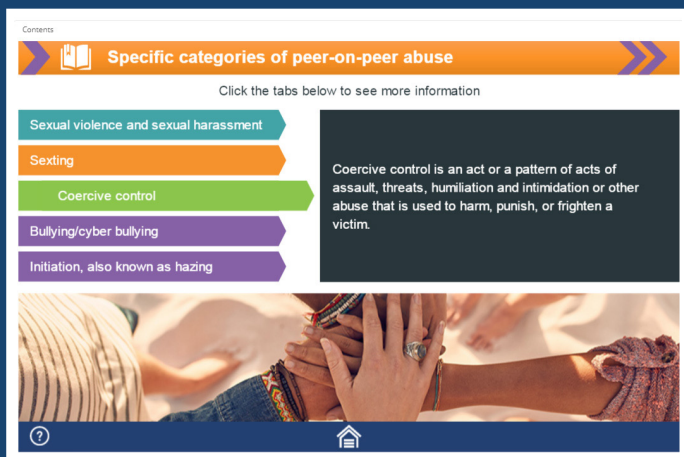 Contents
Specific categories of peer-on-peer abuse
Click the tabs below to see more information
Sexual violence and sexual harassment
Sexting
Coercive control
Bullying/cyber bullying
Initiation, also known as hazing
Coercive control is an act or a pattern of acts of
assault, threats, humiliation and intimidation or other
abuse that is used to harm, punish, or frighten a
victim.
?